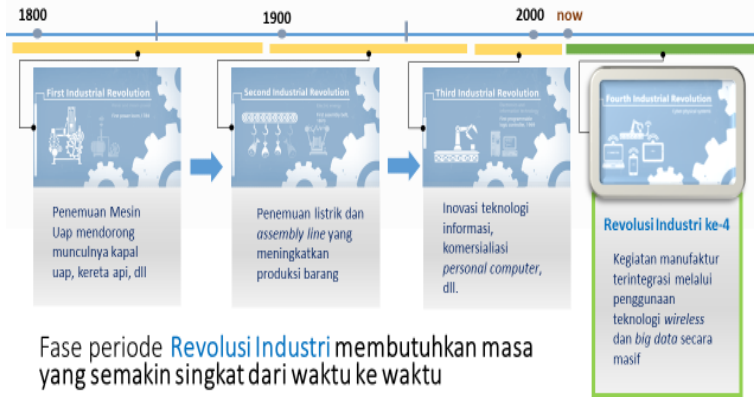 1800
1900
2000 now
First Industrial Revolution
Second Industrial Revolution
Third Industrial Revolution
Fourth Industrial Revolution
Penemuan Mesin
Uap mendorong
munculnya kapal
uap, kereta api, dll
Penemuan listrik dan
assembly line yang
meningkatkan
produksi barang
Inovasi teknologi
informasi,
komersialiasi
personal computer,
dll.
Revolusi Industri ke-4
Kegiatan manufaktur
terintegrasi melalui
penggunaan
teknologi wireless
dan big data secara
masif
Fase periode Revolusi Industri membutuhkan masa
yang semakin singkat dari waktu ke waktu